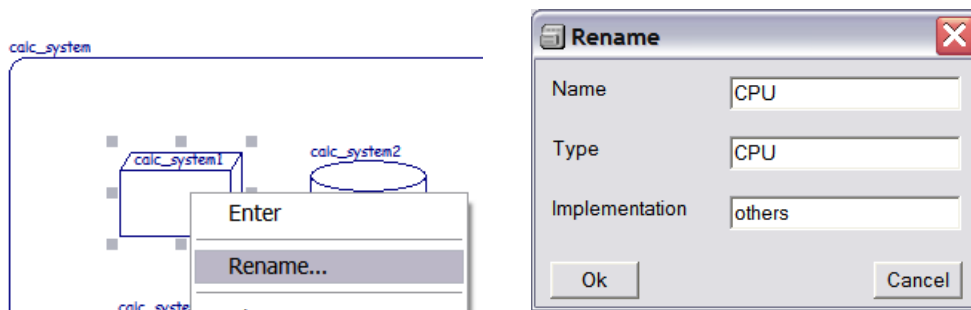 calc_system
calc_system1
calc_system2
Enter
Rename...
Rename
Name
CPU
Type
CPU
Implementation
others
Ok
Cancel